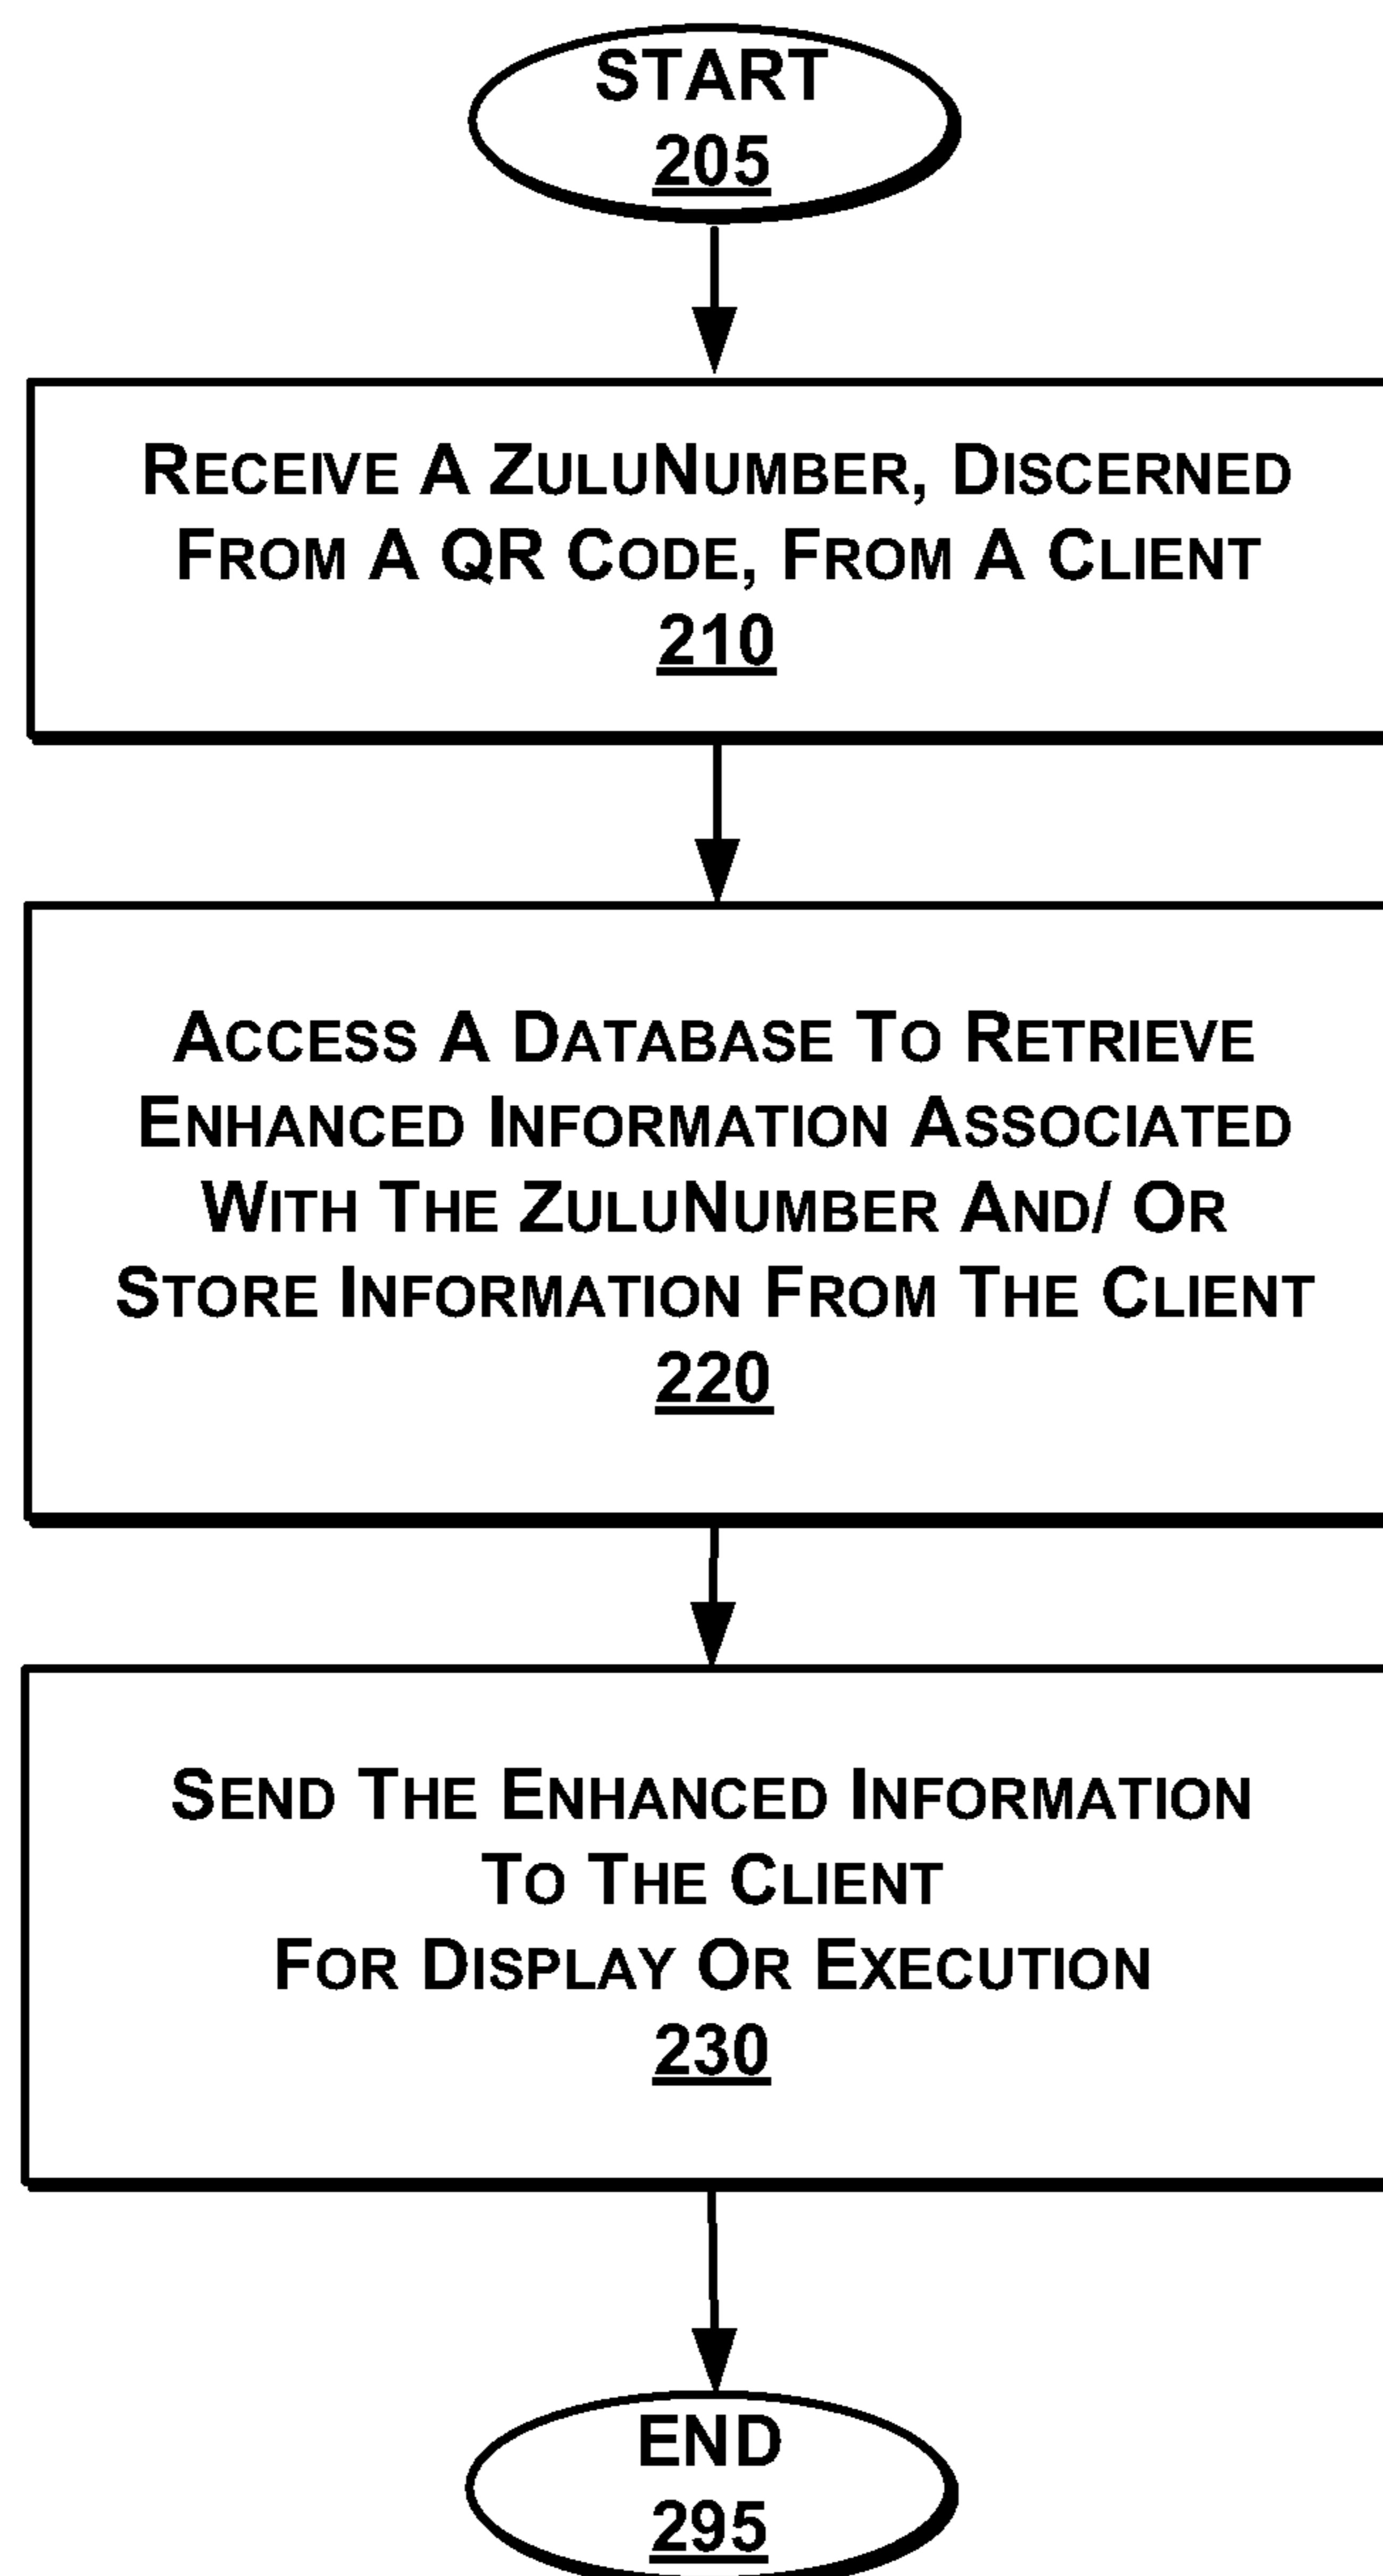 START
205
RECEIVE A ZULUNUMBER, DISCERNED
FROM A QR CODE, FROM A CLIENT
210
ACCESS A DATABASE TO RETRIEVE
ENHANCED INFORMATION ASSOCIATED
WITH THE ZULUNUMBER AND/ OR
STORE INFORMATION FROM THE CLIENT
220
SEND THE ENHANCED INFORMATION
TO THE CLIENT
FOR DISPLAY OR EXECUTION
230
END
295